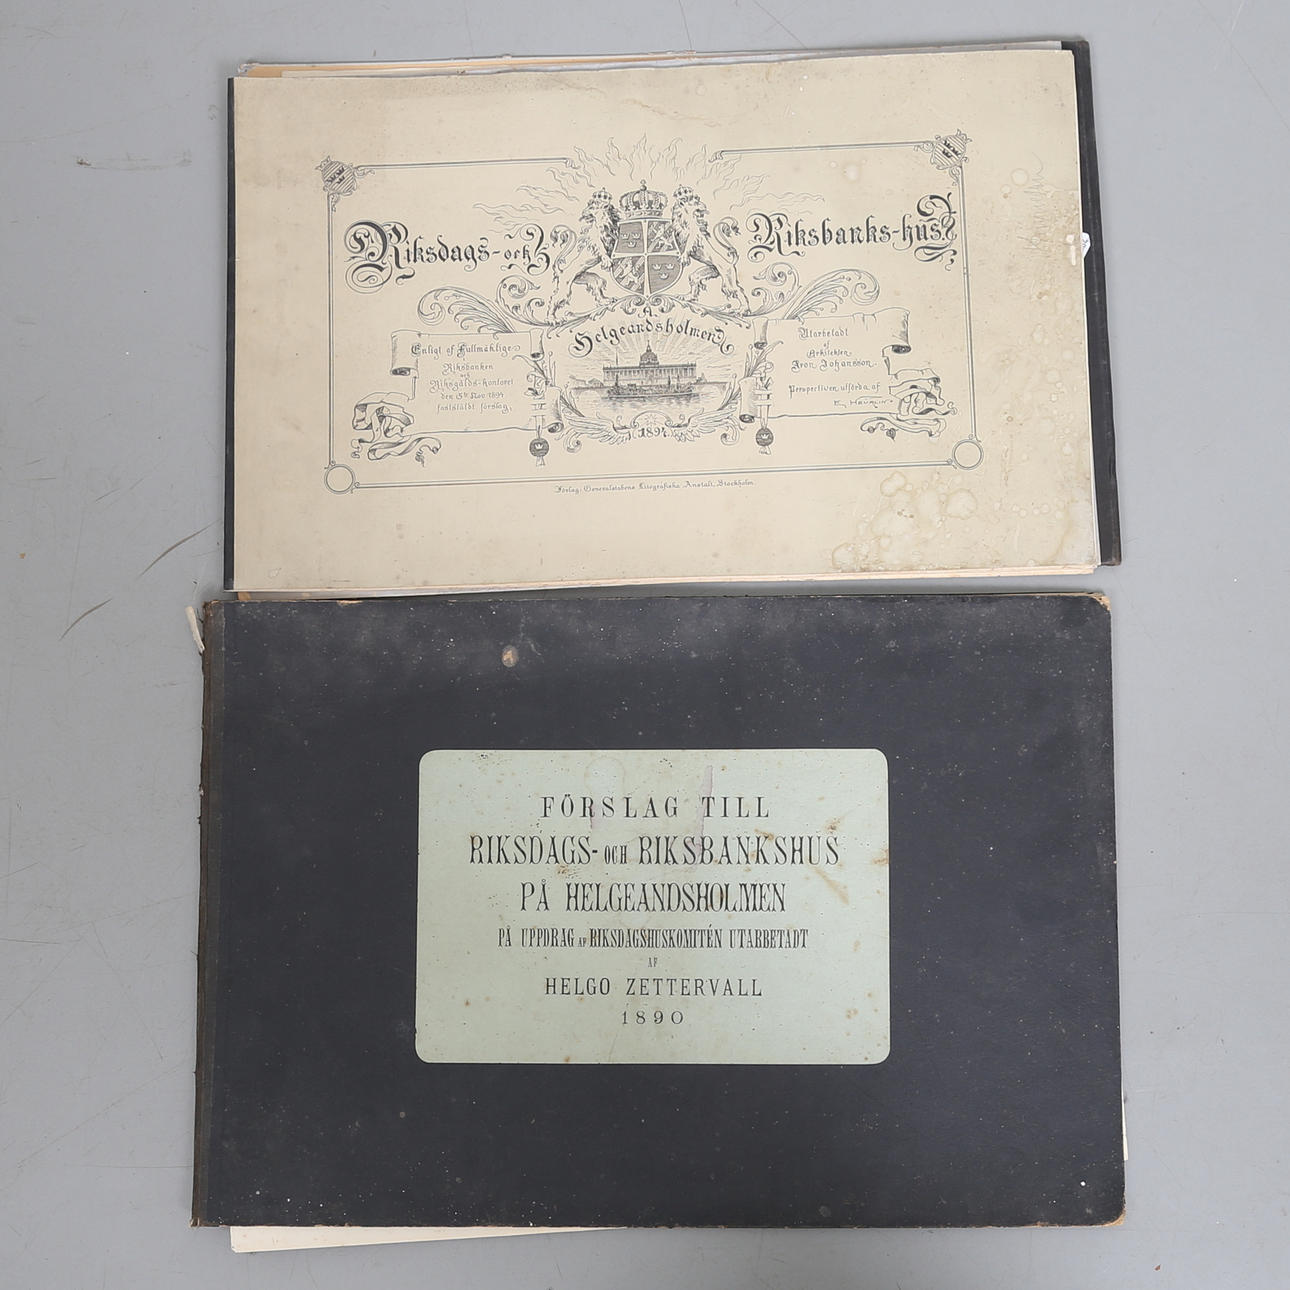 Riksdags- och
Riksbanks-hus
Å
Helgeandsholmen
Enligt af Fullmäktige
Riksbanken
och
Riksgälds-kontoret
den 5te Nov 1894
fastställdt förslag,
Utarbetadt
af
Arkitekten
Aron Johansson.
Perspectiven utförda af
1894
Förlag: Generalstabens Litografiska Anstalt, Stockholm
FÖRSLAG TILL
RIKSDAGS- OCH RIKSBANKSHUS
PÅ HELGEANDSHOLMEN
PÅ UPPDRAG AF RIKSDAGSHUSKOMITÉN UTARBETADT
AF
HELGO ZETTERVALL
1890